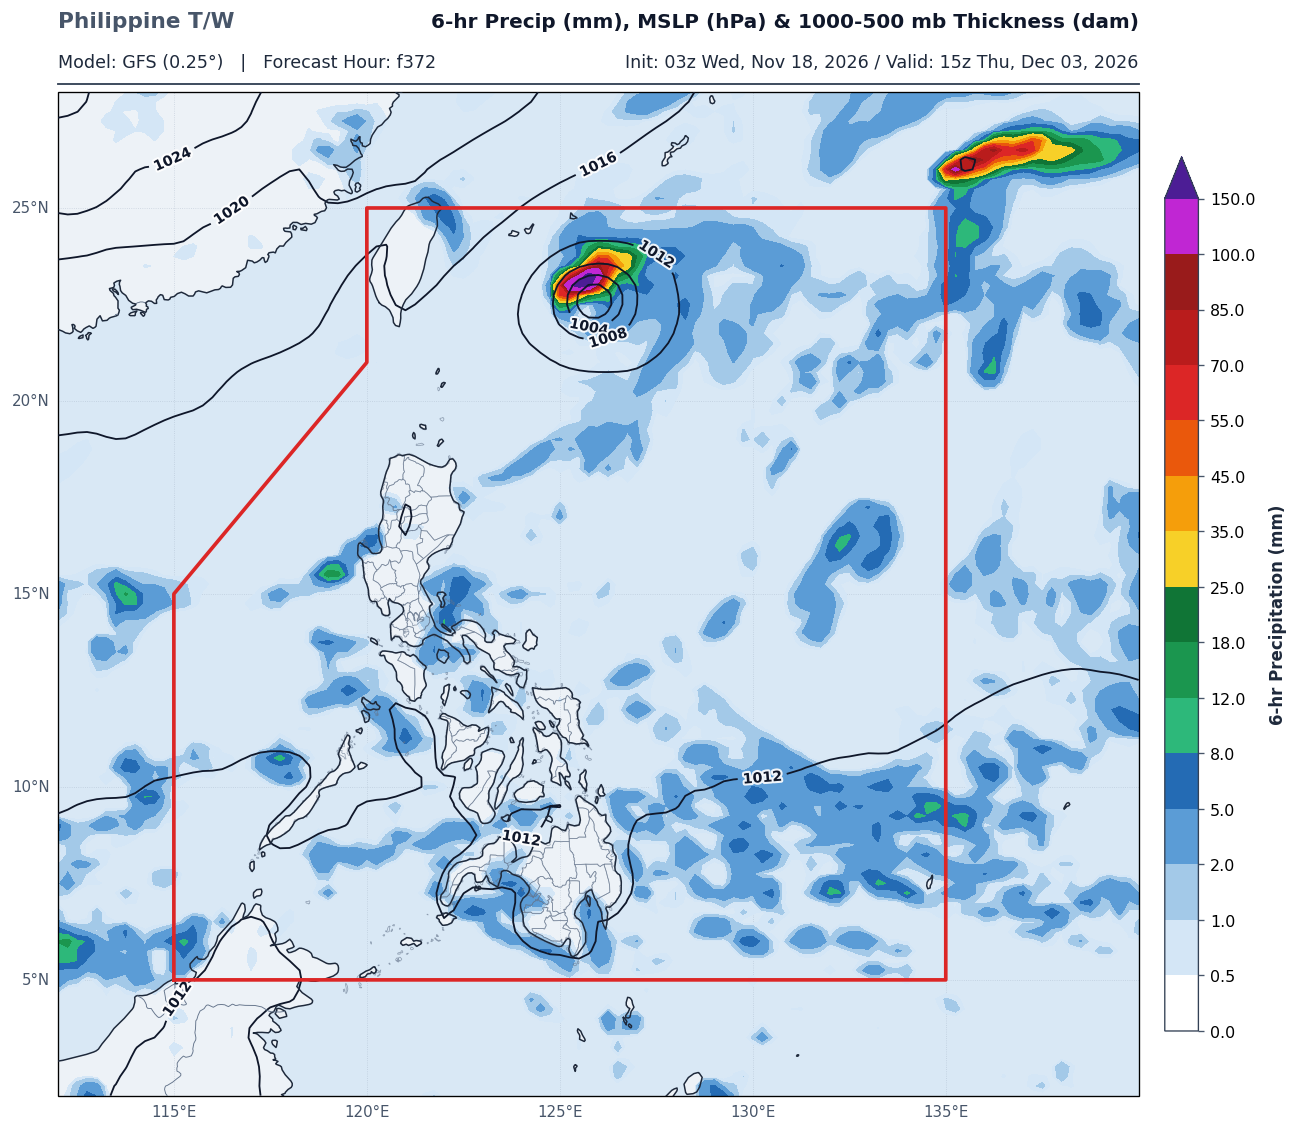 Philippine T/W
6-hr Precip (mm), MSLP (hPa) & 1000-500 mb Thickness (dam)
Model: GFS (0.25°) | Forecast Hour: f372
Init: 03z Wed, Nov 18, 2026 / Valid: 15z Thu, Dec 03, 2026
1024
1020
1016
1012
1004
1008
1012
1012
1012
25°N
20°N
15°N
10°N
5°N
115°E
120°E
125°E
130°E
135°E
150.0
100.0
85.0
70.0
55.0
45.0
35.0
25.0
18.0
12.0
8.0
5.0
2.0
1.0
0.5
0.0
6-hr Precipitation (mm)